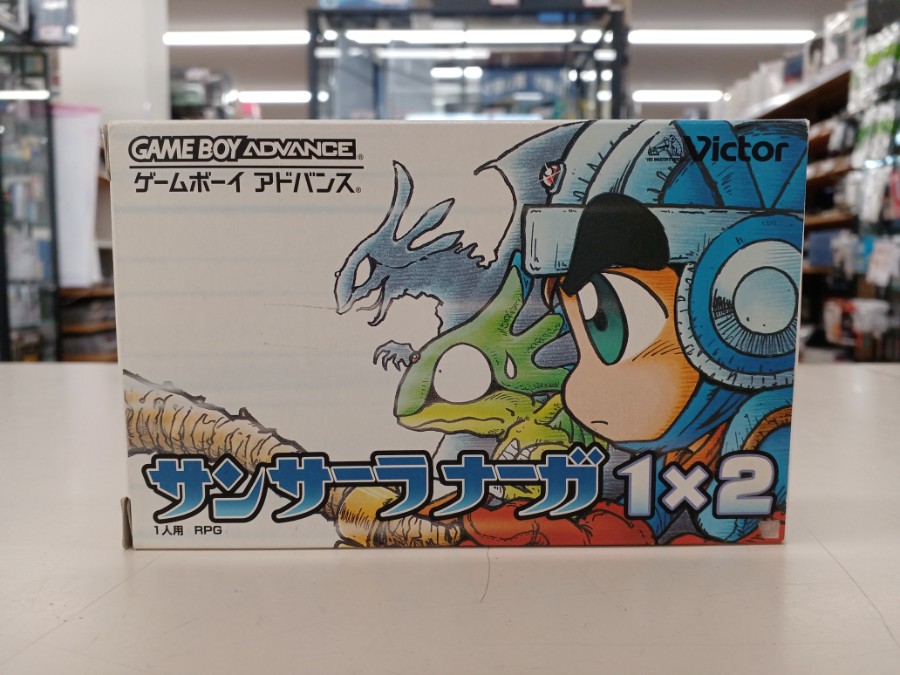 GAME BOY ADVANCE
ゲームボーイ アドバンス®
Victor
サンサーラ ナーガ 1×2
1人用 RPG